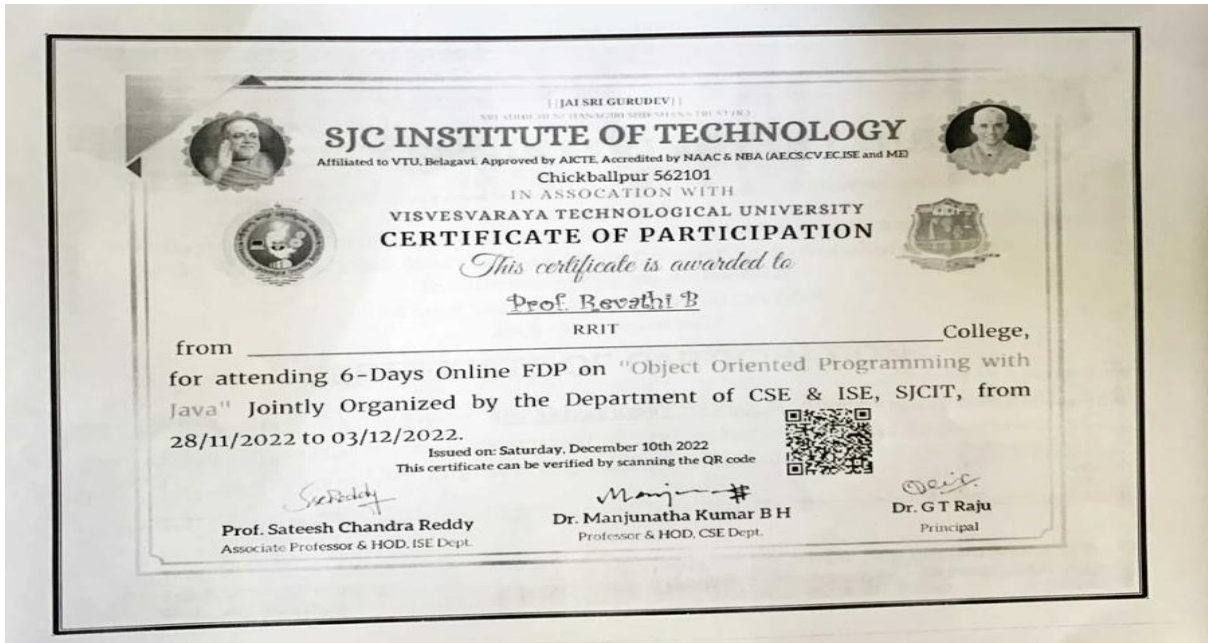 ||JAI SRI GURUDEV||
SJC INSTITUTE OF TECHNOLOGY
Affiliated to VTU, Belagavi. Approved by AICTE, Accredited by NAAC & NBA (AE,CS,CV,EC,ISE and ME)
Chickballpur 562101
IN ASSOCATION WITH
VISVESVARAYA TECHNOLOGICAL UNIVERSITY
CERTIFICATE OF PARTICIPATION
This certificate is awarded to
Prof. Revathi B
RRIT
from College,
for attending 6-Days Online FDP on "Object Oriented Programming with
Java" Jointly Organized by the Department of CSE & ISE, SJCIT, from
28/11/2022 to 03/12/2022.
Issued on: Saturday, December 10th 2022
This certificate can be verified by scanning the QR code
Prof. Sateesh Chandra Reddy Dr. Manjunatha Kumar B H Dr. G T Raju
Associate Professor & HOD, ISE Dept. Professor & HOD, CSE Dept. Principal